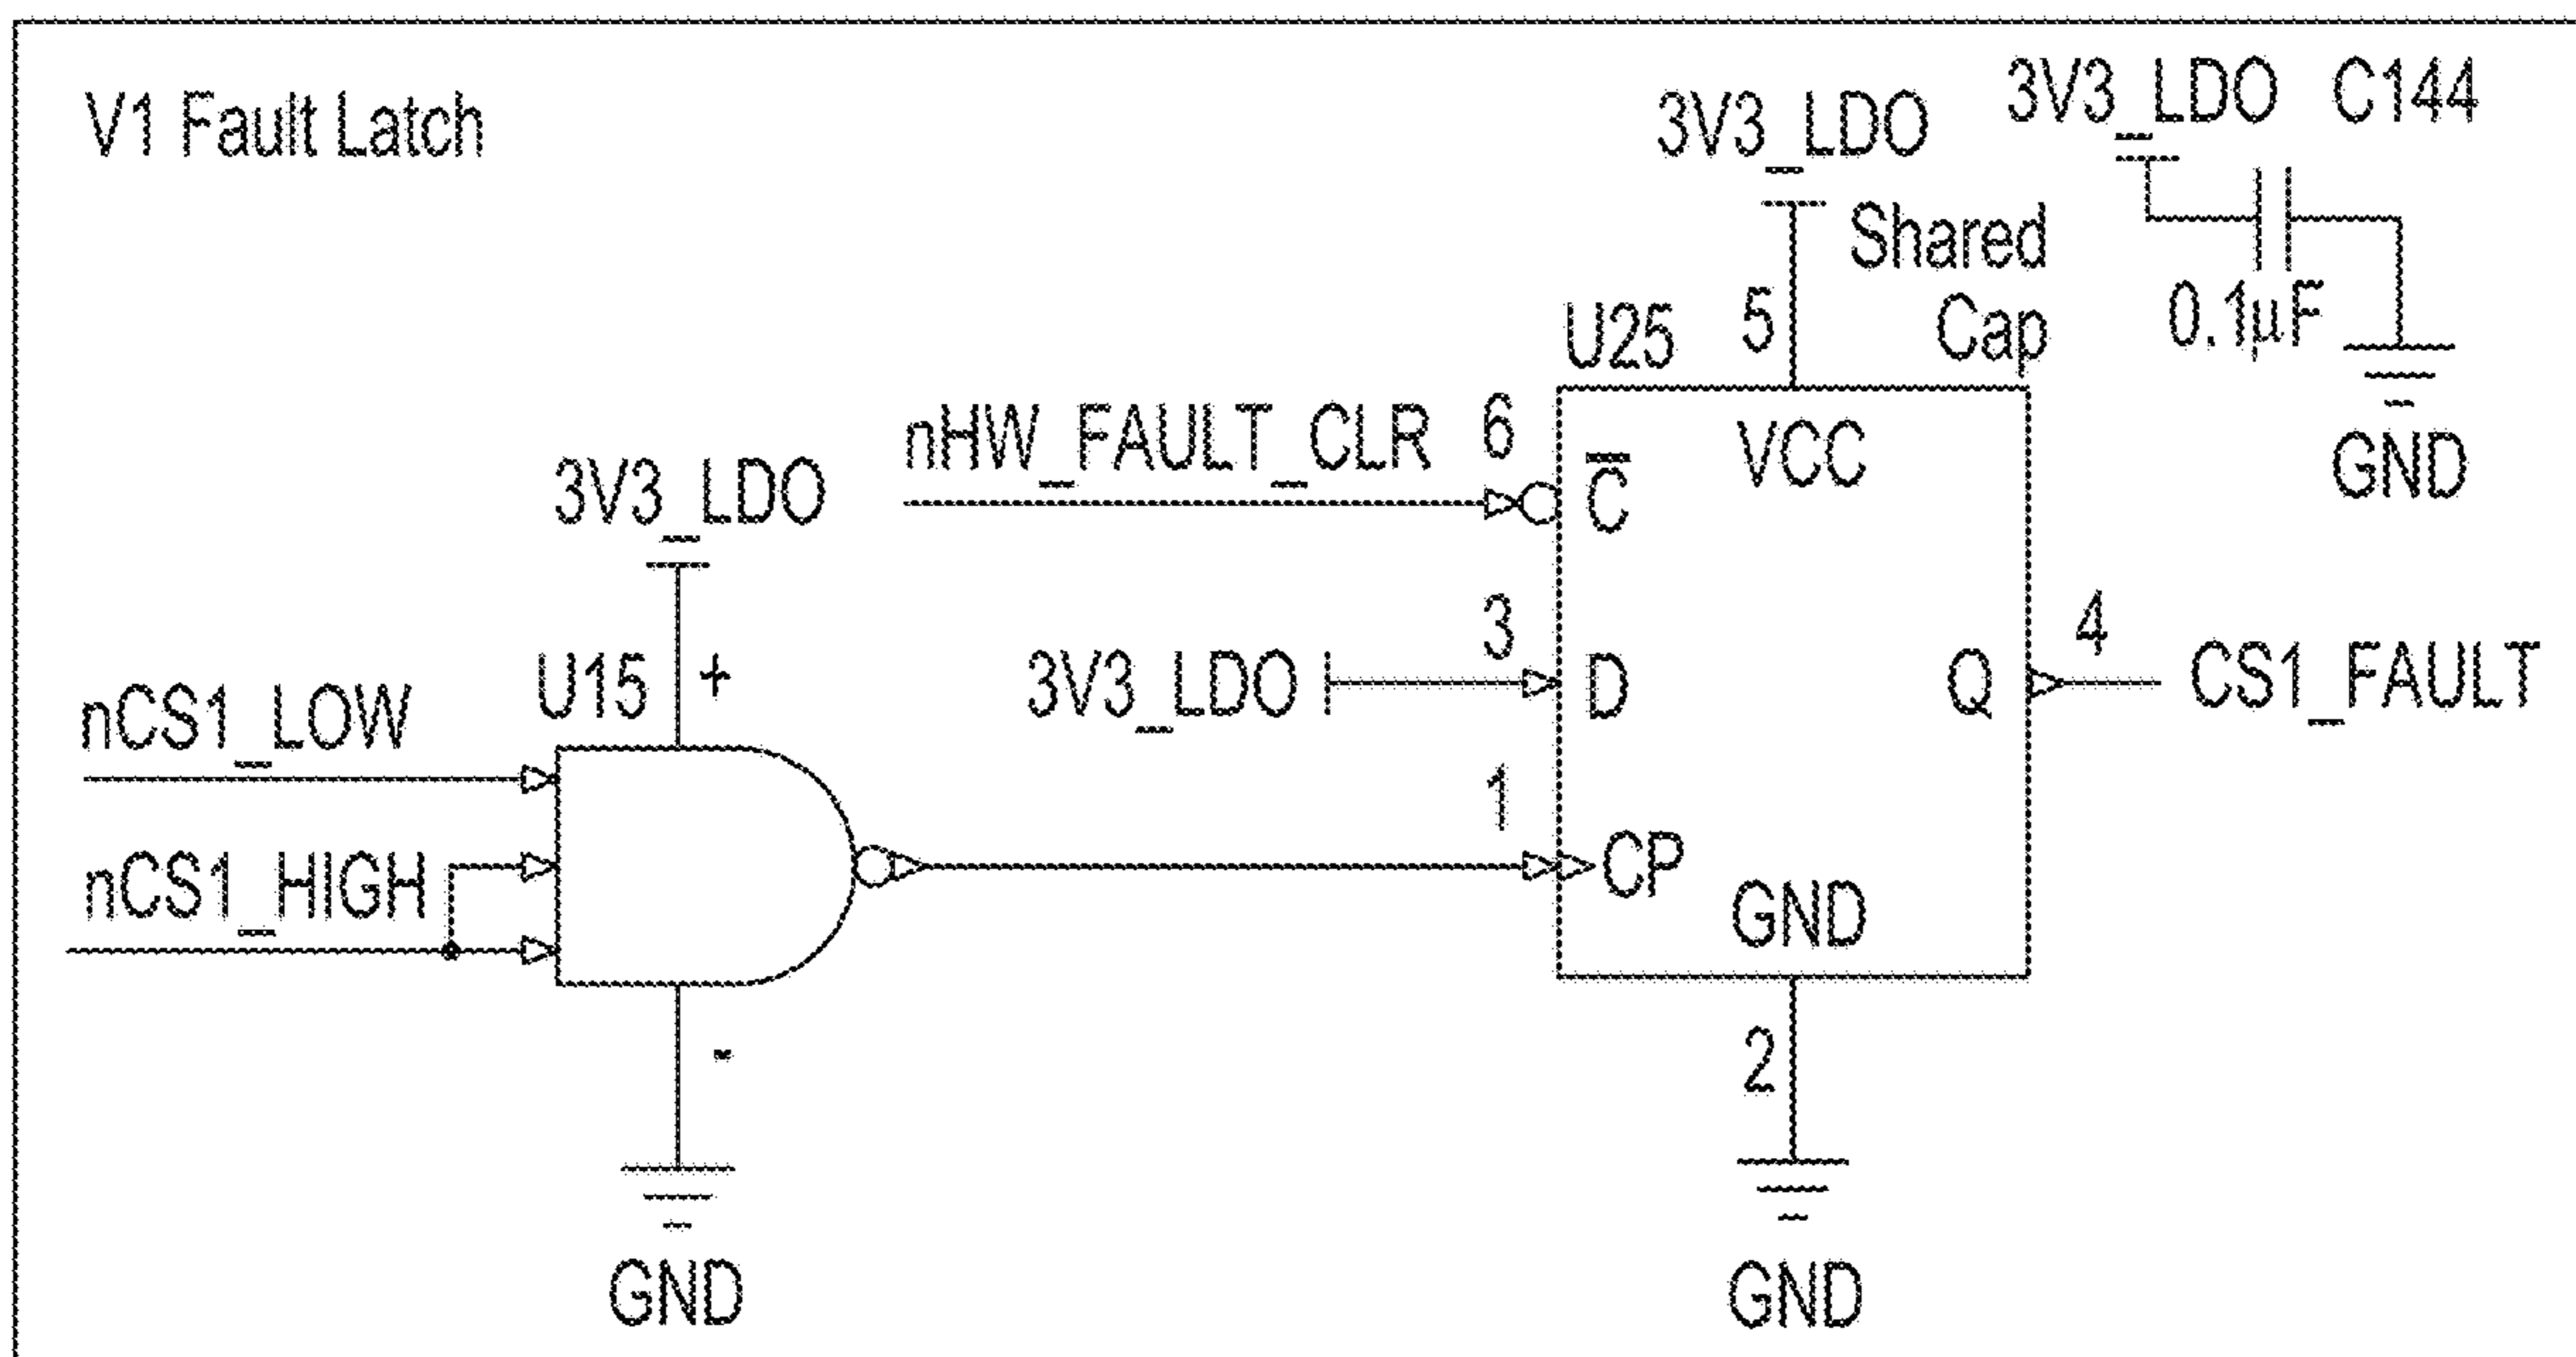 V1 Fault Latch
3V3_LDO
3V3_LDO C144
Shared
Cap
0.1µF
GND
U25
5
nHW_FAULT_CLR
6
C̅
VCC
3V3_LDO
U15
+
nCS1_LOW
nCS1_HIGH
-
GND
3V3_LDO
3
D
Q
4
CS1_FAULT
1
CP
GND
2
GND